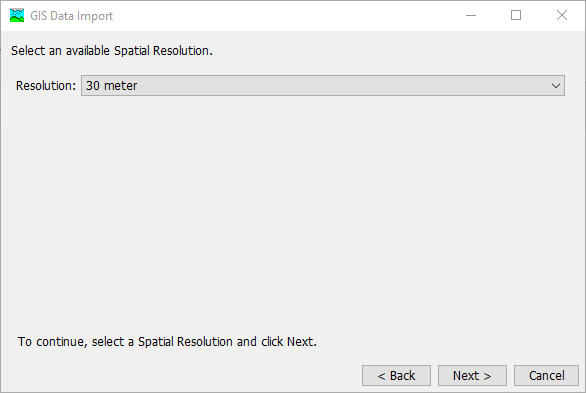 GIS Data Import
Select an available Spatial Resolution.
Resolution: 30 meter
To continue, select a Spatial Resolution and click Next.
< Back Next > Cancel